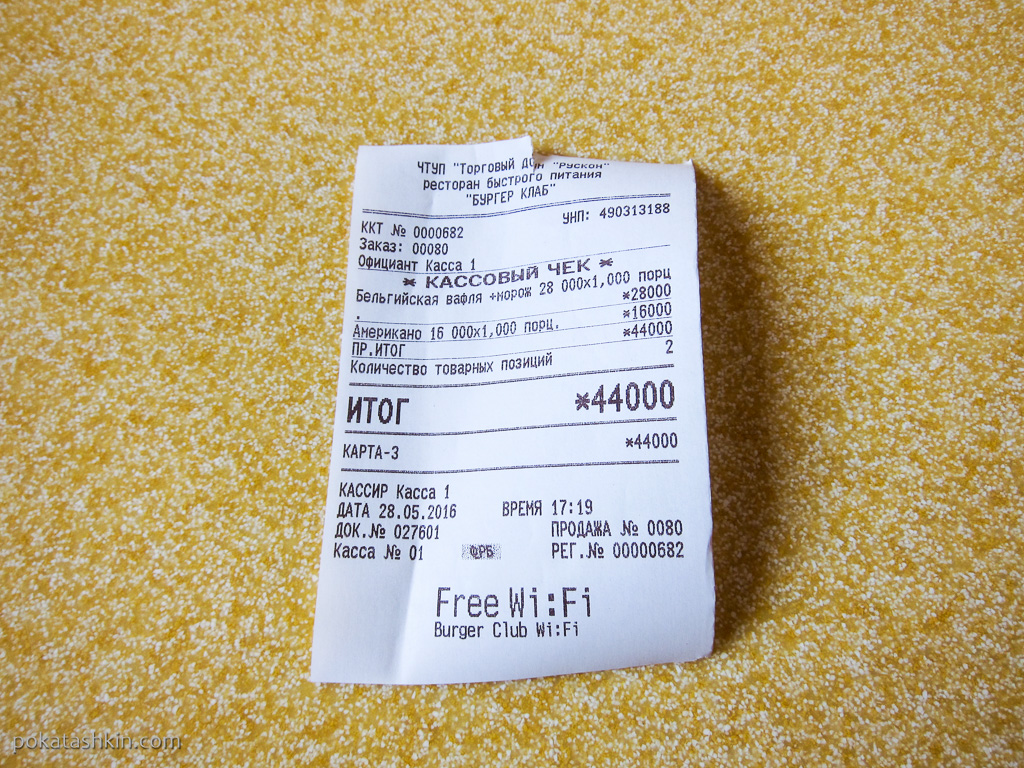 ЧТУП "Торговый Дом "Рускон"
ресторан быстрого питания
"БУРГЕР КЛАБ"
УНП: 490313188
ККТ № 0000682
Заказ: 00080
Официант Касса 1
* КАССОВЫЙ ЧЕК *
Бельгийская вафля +морож 28 000x1,000 порц
. *28000
Американо 16 000x1,000 порц. *16000
ПР.ИТОГ *44000
Количество товарных позиций 2
ИТОГ *44000
КАРТА-3 *44000
КАССИР Касса 1
ДАТА 28.05.2016 ВРЕМЯ 17:19
ДОК.№ 027601 ПРОДАЖА № 0080
Касса № 01 ФРБ РЕГ.№ 00000682
Free Wi:Fi
Burger Club Wi:Fi
pokatashkin.com